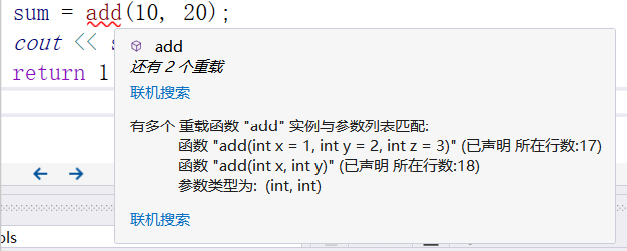 sum = add(10, 20);
cout << s
return 1
add
还有 2 个重载
联机搜索
有多个 重载函数 "add" 实例与参数列表匹配:
函数 "add(int x = 1, int y = 2, int z = 3)" (已声明 所在行数:17)
函数 "add(int x, int y)" (已声明 所在行数:18)
参数类型为: (int, int)
联机搜索
ols